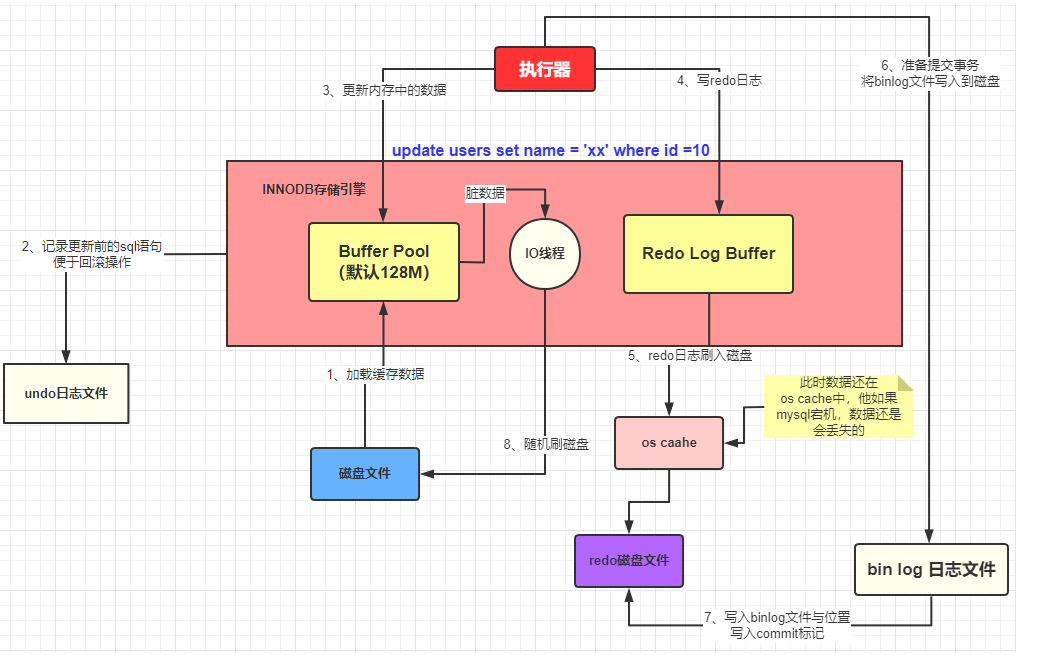 执行器
6、准备提交事务
将binlog文件写入到磁盘
3、更新内存中的数据
4、写redo日志
update users set name = 'xx' where id =10
INNODB存储引擎
脏数据
2、记录更新前的sql语句
便于回滚操作
Buffer Pool
（默认128M）
IO线程
Redo Log Buffer
5、redo日志刷入磁盘
1、加载缓存数据
undo日志文件
此时数据还在
os cache中，他如果
mysql宕机，数据还是
会丢失的
8、随机刷磁盘
os caahe
磁盘文件
redo磁盘文件
bin log 日志文件
7、写入binlog文件与位置
写入commit标记